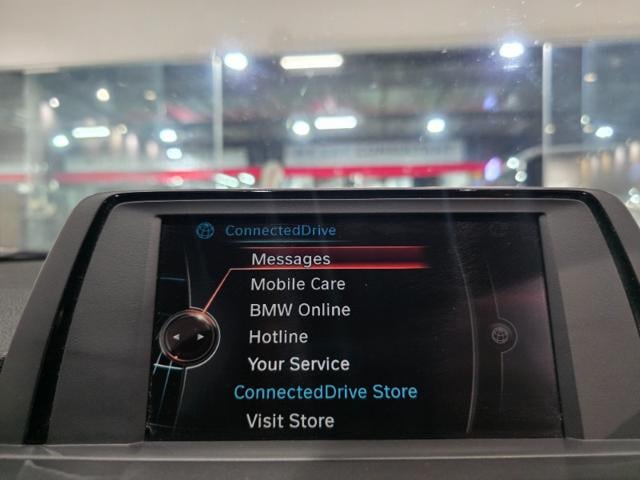 ConnectedDrive
Messages
Mobile Care
BMW Online
Hotline
Your Service
ConnectedDrive Store
Visit Store